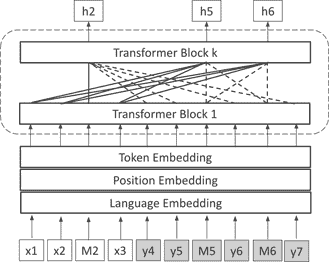 h2 h5 h6
Transformer Block k
Transformer Block 1
Token Embedding
Position Embedding
Language Embedding
x1 x2 M2 x3 y4 y5 M5 y6 M6 y7